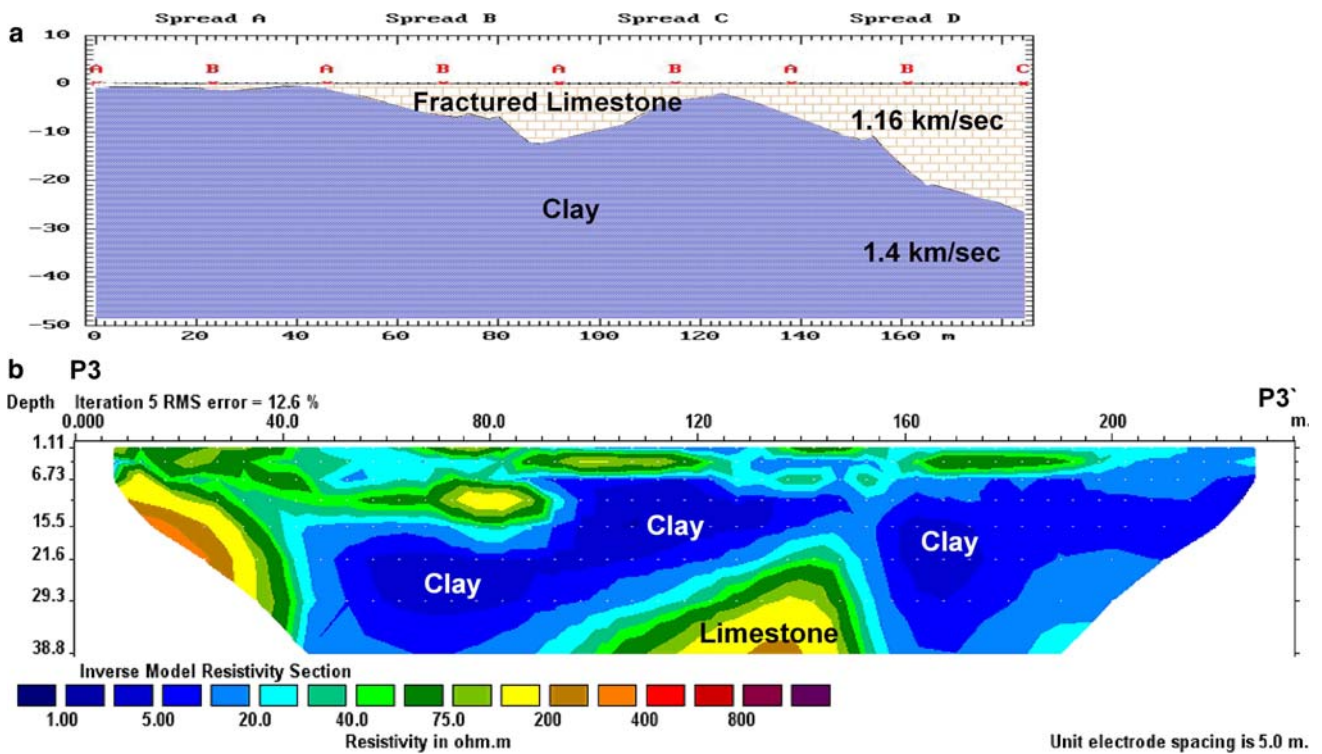 Spread A Spread B Spread C Spread D
a
10
A B A B A B A B C
0
Fractured Limestone
-10
1.16 km/sec
-20
Clay
-30
1.4 km/sec
-40
-50
0 20 40 60 80 100 120 140 160 m
b P3
P3`
Depth Iteration 5 RMS error = 12.6 %
0.000 40.0 80.0 120 160 200 m.
1.11
6.73
15.5
21.6
29.3
38.8
Clay
Clay
Clay
Limestone
Inverse Model Resistivity Section
1.00 5.00 20.0 40.0 75.0 200 400 800
Resistivity in ohm.m
Unit electrode spacing is 5.0 m.